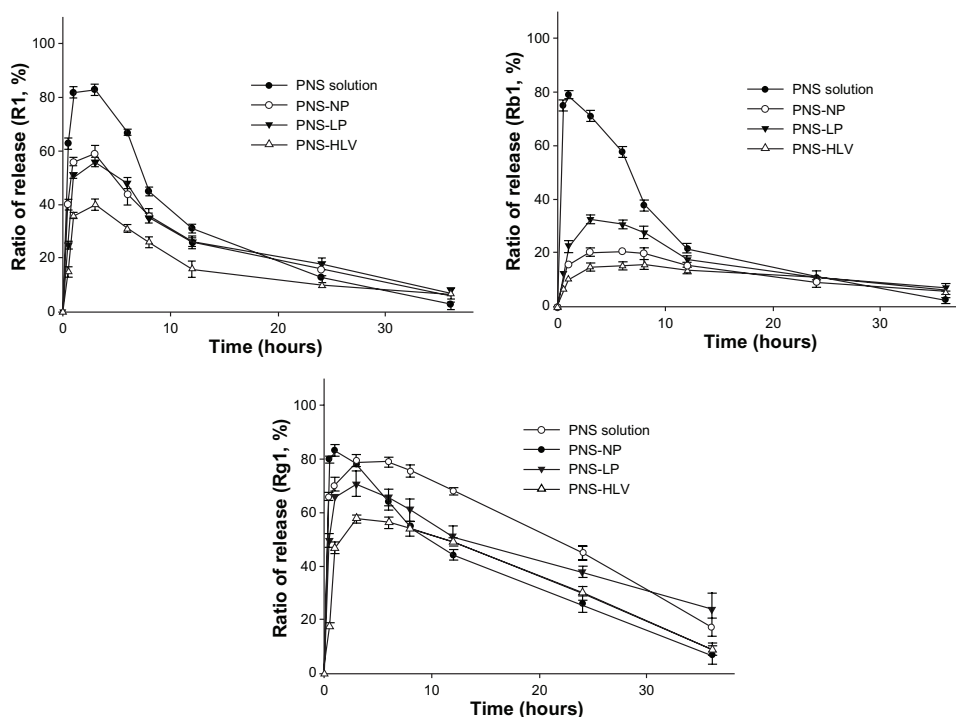 Ratio of release (R1, %)
100
80
60
40
20
0
0 10 20 30
Time (hours)
PNS solution
PNS-NP
PNS-LP
PNS-HLV
Ratio of release (Rb1, %)
100
80
60
40
20
0
0 10 20 30
Time (hours)
PNS solution
PNS-NP
PNS-LP
PNS-HLV
Ratio of release (Rg1, %)
100
80
60
40
20
0
0 10 20 30
Time (hours)
PNS solution
PNS-NP
PNS-LP
PNS-HLV